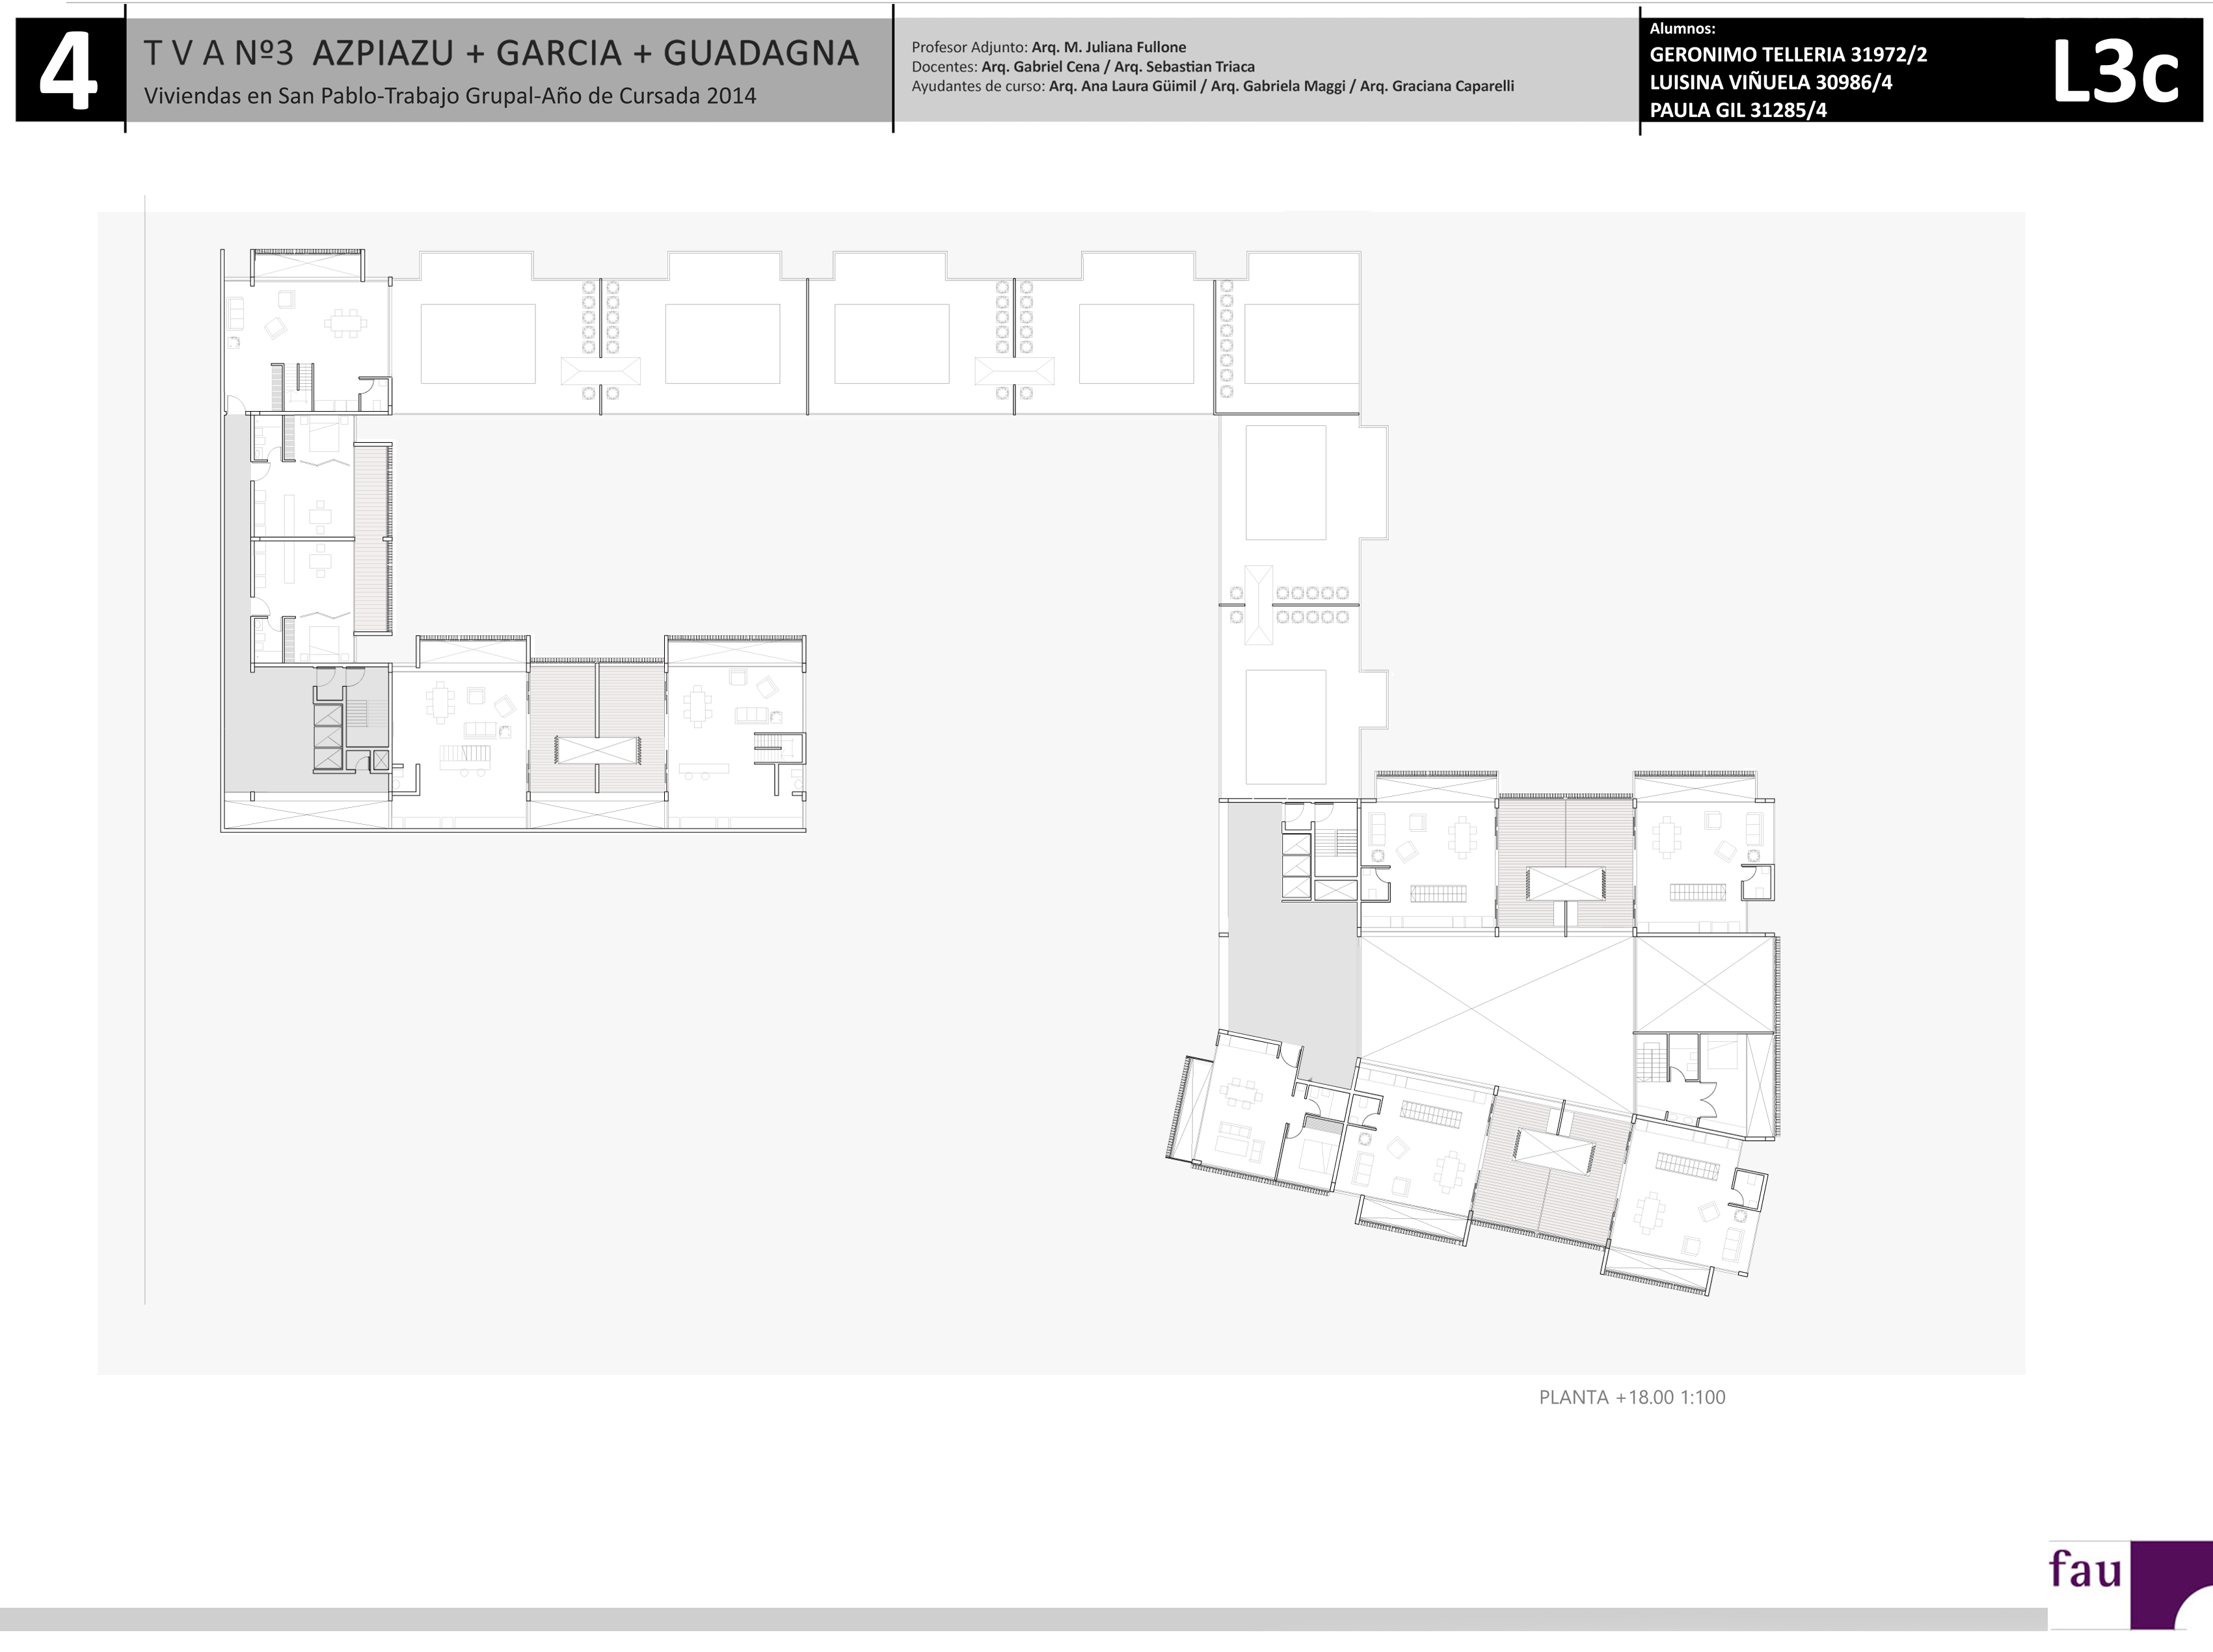 4
T V A Nº3 AZPIAZU + GARCIA + GUADAGNA
Viviendas en San Pablo-Trabajo Grupal-Año de Cursada 2014
Profesor Adjunto: Arq. M. Juliana Fullone
Docentes: Arq. Gabriel Cena / Arq. Sebastian Triaca
Ayudantes de curso: Arq. Ana Laura Güimil / Arq. Gabriela Maggi / Arq. Graciana Caparelli
Alumnos:
GERONIMO TELLERIA 31972/2
LUISINA VIÑUELA 30986/4
PAULA GIL 31285/4
L3c
PLANTA +18.00 1:100
fau